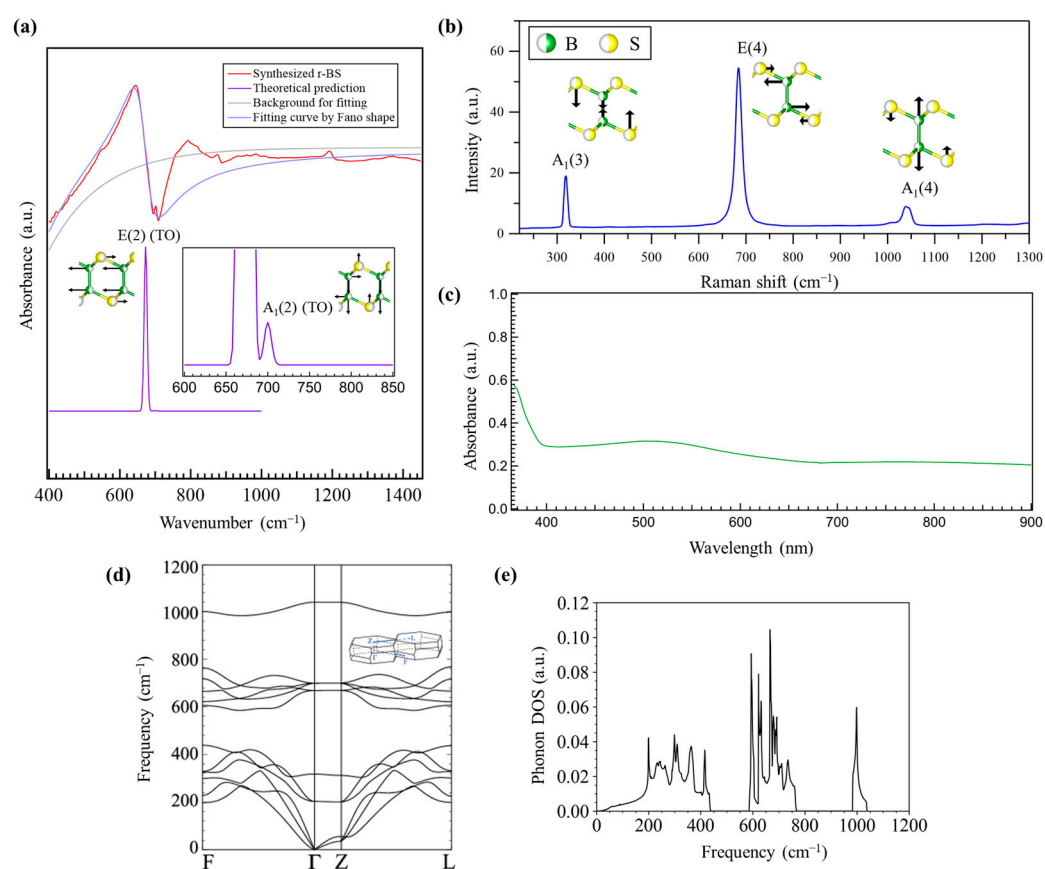 (a)
Synthesized r-BS
Theoretical prediction
Background for fitting
Fitting curve by Fano shape
E(2) (TO)
A₁(2) (TO)
600 650 700 750 800 850
Absorbance (a.u.)
400 600 800 1000 1200 1400
Wavenumber (cm⁻¹)
(b)
B S
E(4)
A₁(3)
A₁(4)
60
40
20
0
Intensity (a.u.)
300 400 500 600 700 800 900 1000 1100 1200 1300
Raman shift (cm⁻¹)
(c)
1.0
0.8
0.6
0.4
0.2
0.0
Absorbance (a.u.)
400 500 600 700 800 900
Wavelength (nm)
(d)
1200
1000
800
600
400
200
0
Frequency (cm⁻¹)
F Γ Z L
Z L
Γ F
(e)
0.12
0.10
0.08
0.06
0.04
0.02
0.00
Phonon DOS (a.u.)
0 200 400 600 800 1000 1200
Frequency (cm⁻¹)